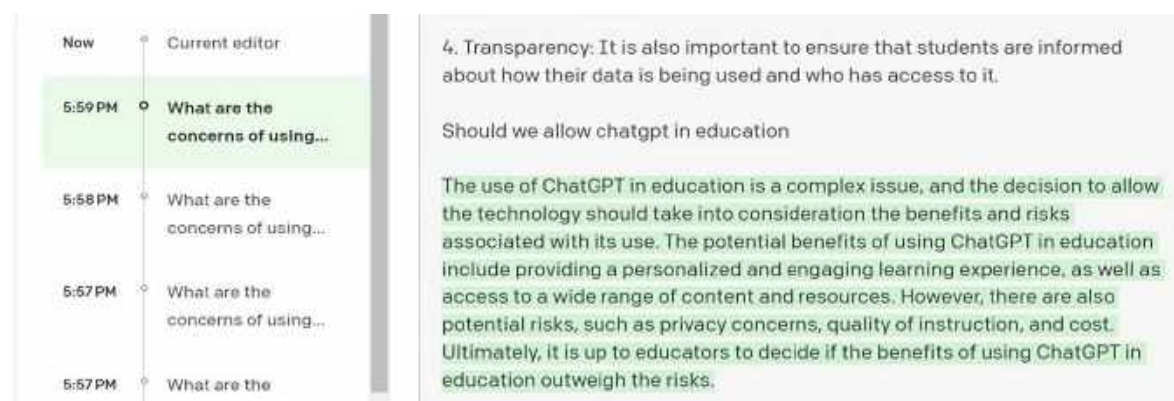 Now Current editor
5:59 PM What are the
concerns of using...
5:58 PM What are the
concerns of using...
5:57 PM What are the
concerns of using...
5:57 PM What are the
4. Transparency: It is also important to ensure that students are informed
about how their data is being used and who has access to it.
Should we allow chatgpt in education
The use of ChatGPT in education is a complex issue, and the decision to allow
the technology should take into consideration the benefits and risks
associated with its use. The potential benefits of using ChatGPT in education
include providing a personalized and engaging learning experience, as well as
access to a wide range of content and resources. However, there are also
potential risks, such as privacy concerns, quality of instruction, and cost.
Ultimately, it is up to educators to decide if the benefits of using ChatGPT in
education outweigh the risks.